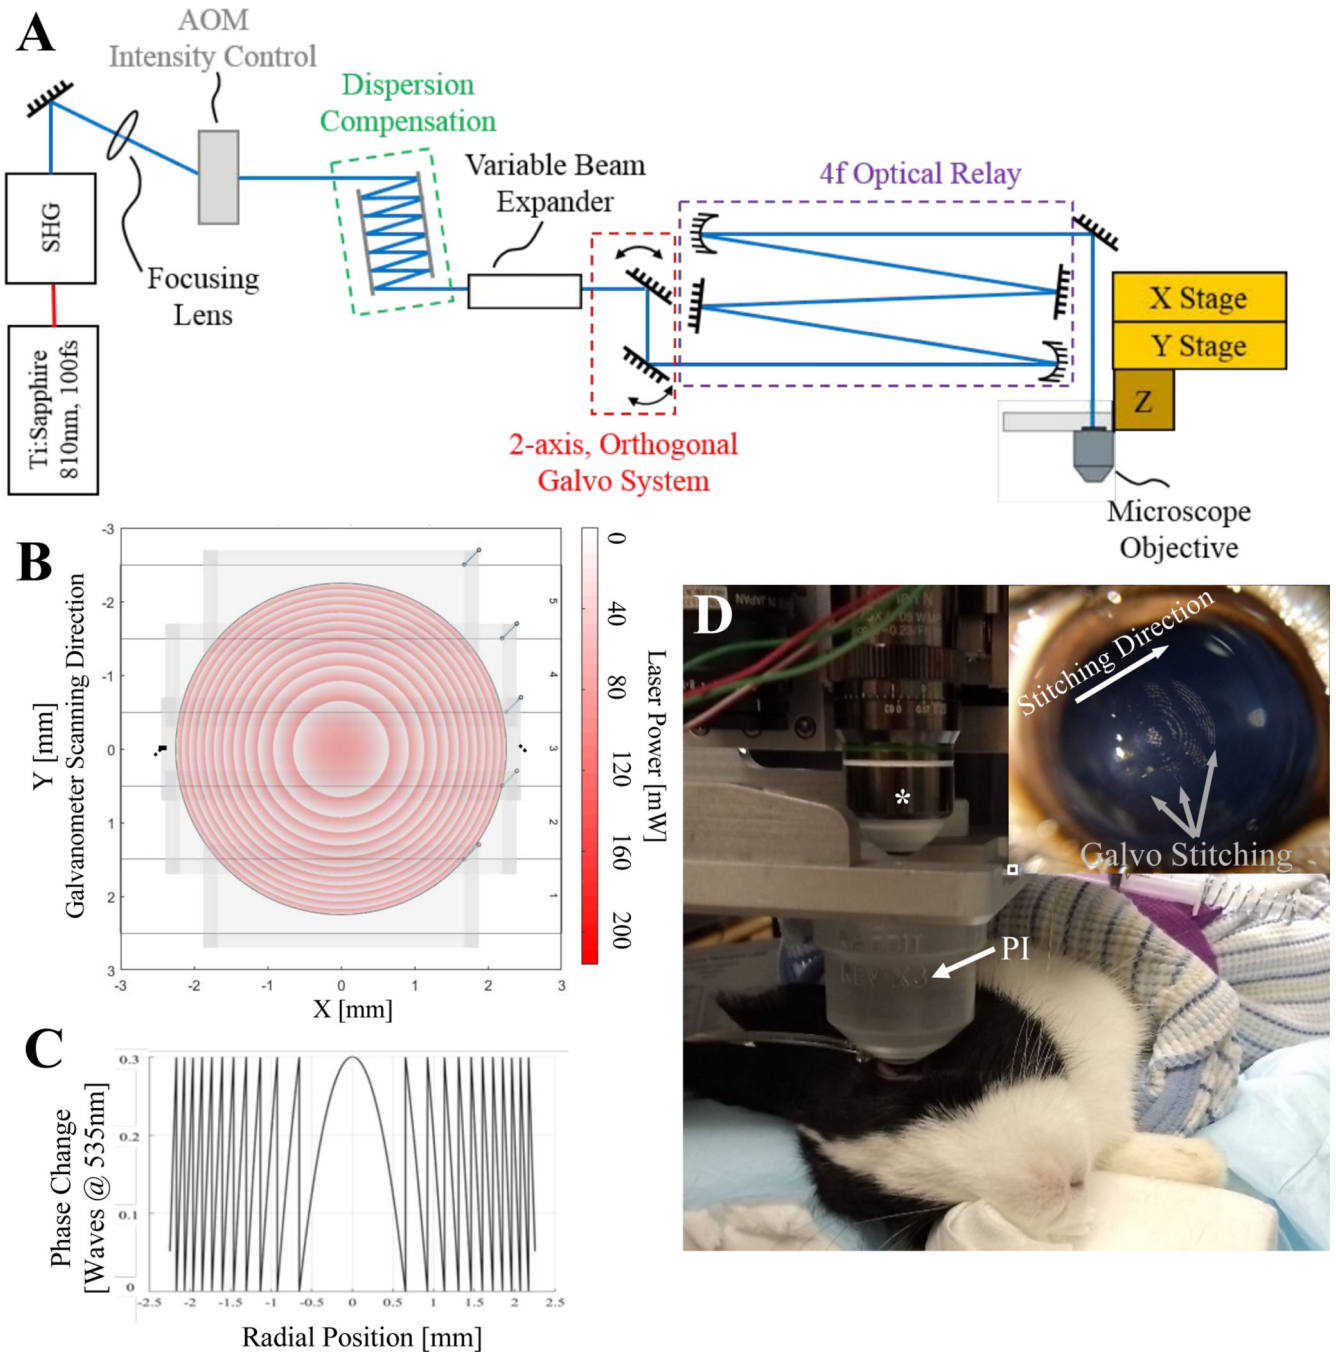 A
AOM
Intensity Control
Dispersion
Compensation
Variable Beam
Expander
4f Optical Relay
SHG
Focusing
Lens
Ti:Sapphire
810nm, 100fs
X Stage
Y Stage
Z
2-axis, Orthogonal
Galvo System
Microscope
Objective
B
Y [mm]
Galvanometer Scanning Direction
-3
-2
-1
0
1
2
3
5
4
3
2
1
-3 -2 -1 0 1 2 3
X [mm]
0
40
80
120
160
200
Laser Power [mW]
C
Phase Change
[Waves @ 535nm]
0.3
0.2
0.1
0
-2.5 -2 -1.5 -1 -0.5 0 0.5 1 1.5 2 2.5
Radial Position [mm]
D
*
PI
REV X3
Stitching Direction
Galvo Stitching